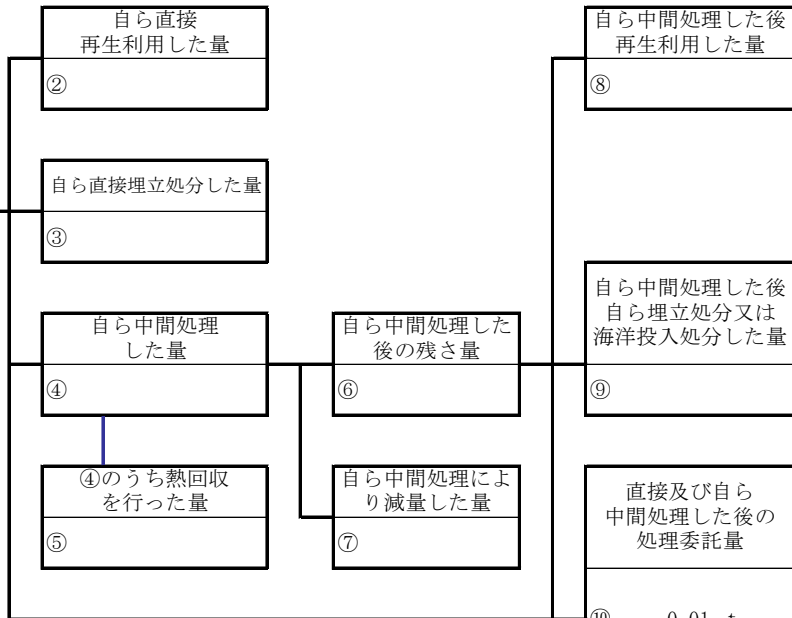 自ら直接
再生利用した量
②
自ら中間処理した後
再生利用した量
⑧
自ら直接埋立処分した量
③
自ら中間処理
した量
④
自ら中間処理した
後の残さ量
⑥
自ら中間処理した後
自ら埋立処分又は
海洋投入処分した量
⑨
④のうち熱回収
を行った量
⑤
自ら中間処理によ
り減量した量
⑦
直接及び自ら
中間処理した後の
処理委託量
⑩ 0.01 t